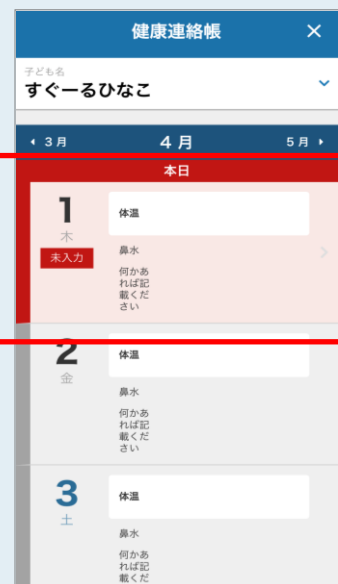 健康連絡帳 ×
子ども名
すぐーるひなこ
3月 4月 5月
本日
1
木
未入力
体温
鼻水
何かあ
れば記
載くだ
さい
2
金
体温
鼻水
何かあ
れば記
載くだ
さい
3
土
体温
鼻水
何かあ
れば記
載くだ